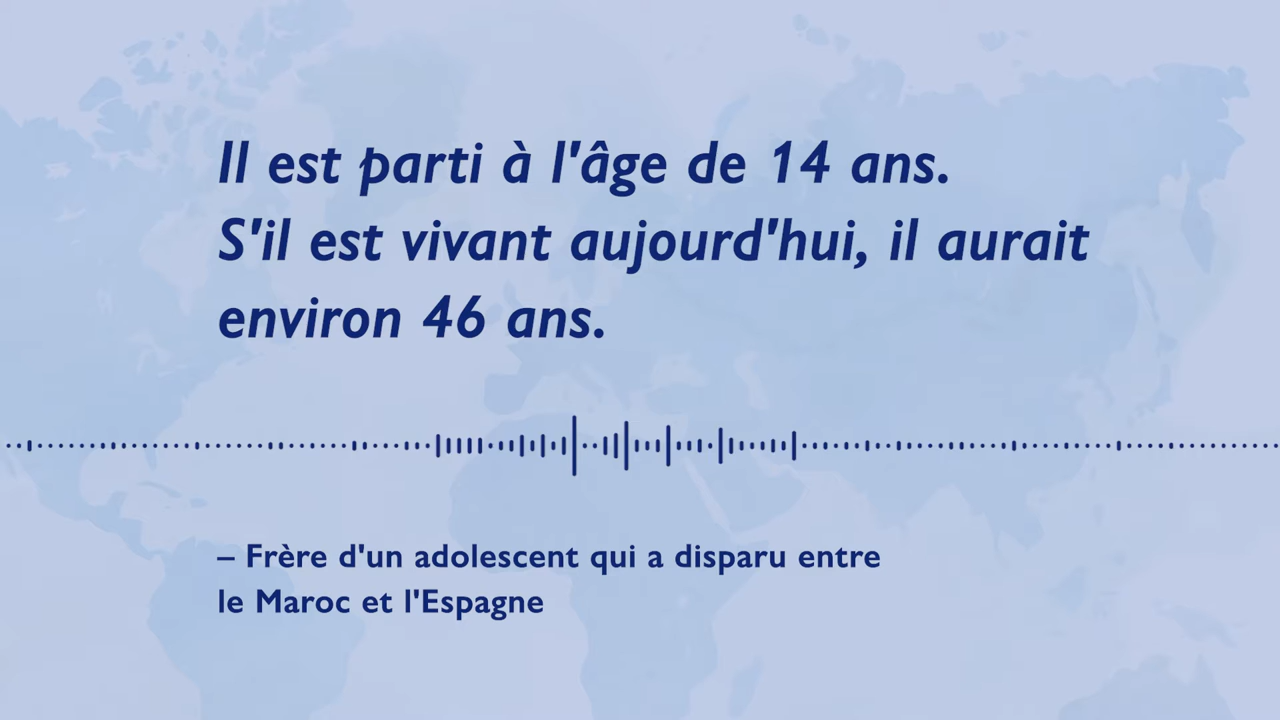 Il est parti à l'âge de 14 ans.
S'il est vivant aujourd'hui, il aurait
environ 46 ans.
– Frère d'un adolescent qui a disparu entre
le Maroc et l'Espagne